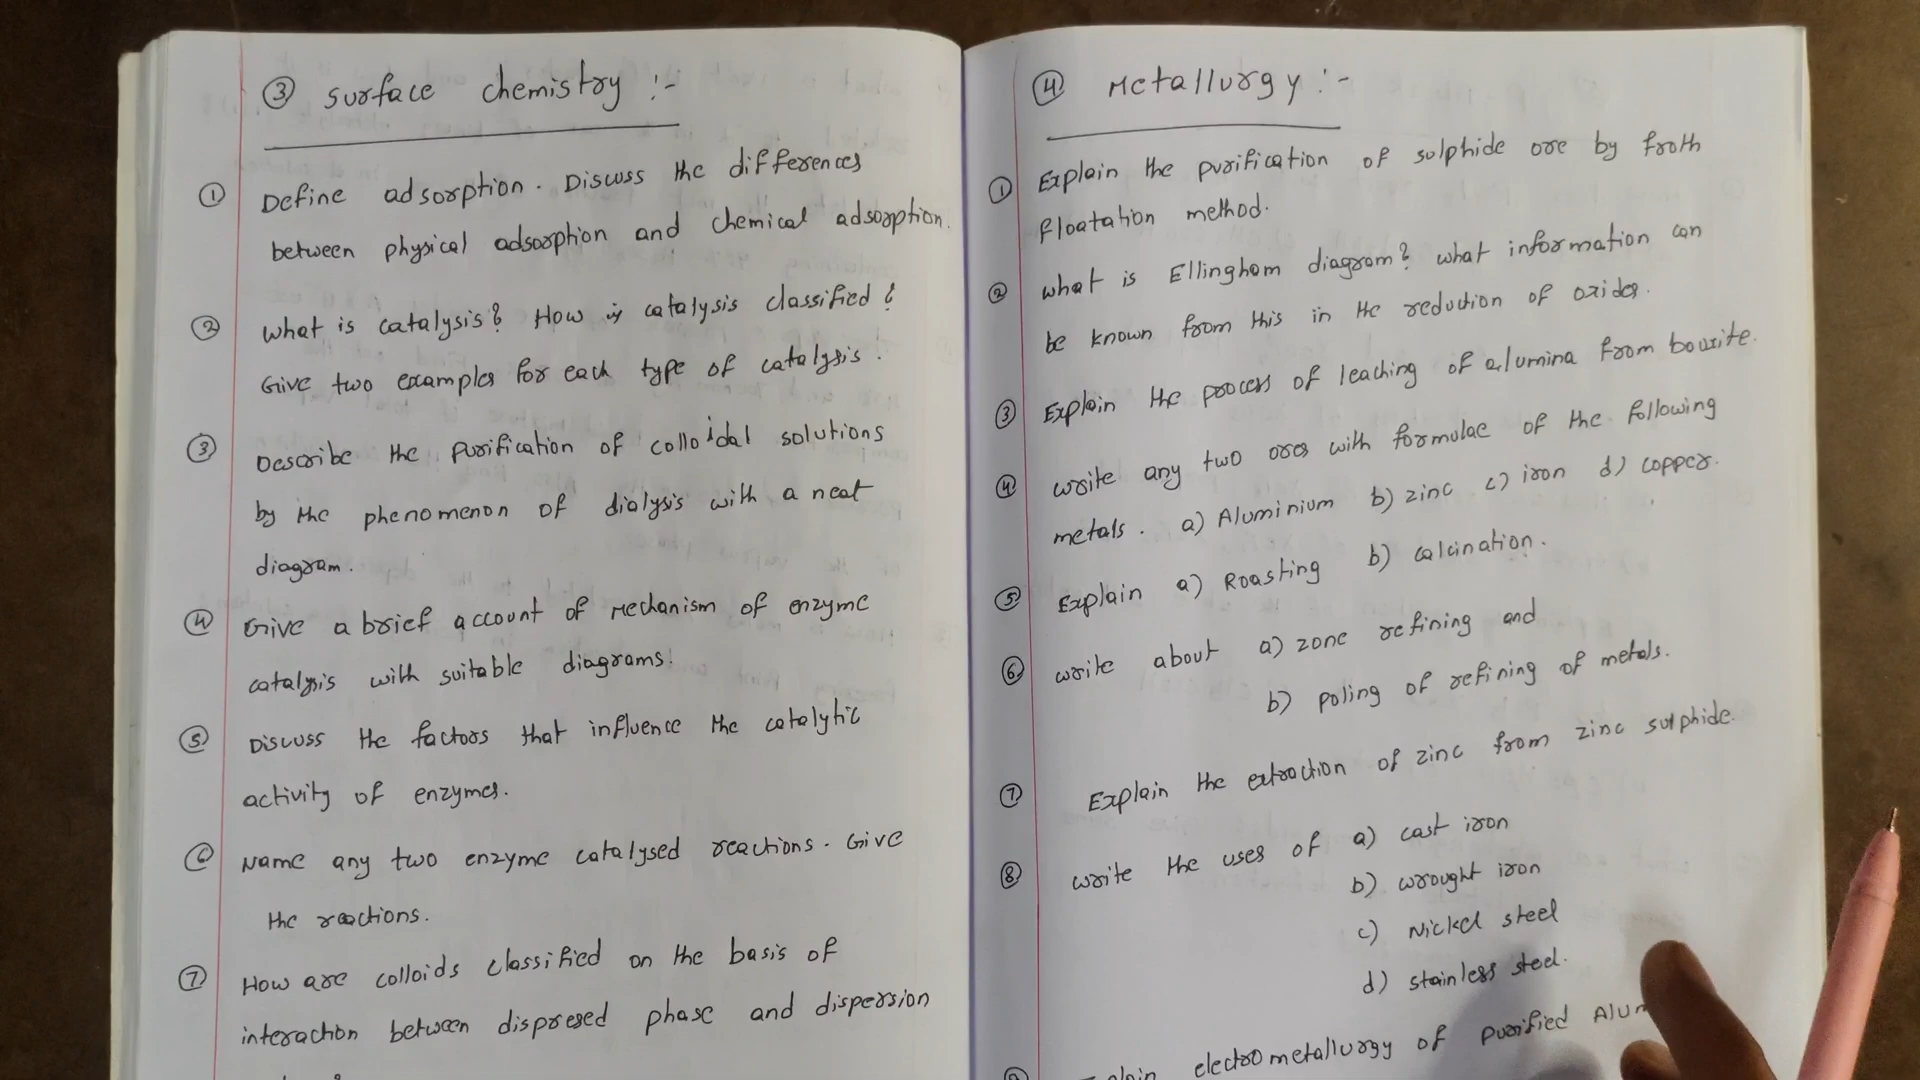 ③ Surface chemistry :-
① Define adsorption. Discuss the differences
between physical adsorption and chemical adsorption.
② What is catalysis? How is catalysis classified?
Give two examples for each type of catalysis.
③ Describe the purification of colloidal solutions
by the phenomenon of dialysis with a neat
diagram.
④ Give a brief account of Mechanism of enzyme
catalysis with suitable diagrams.
⑤ Discuss the factors that influence the catalytic
activity of enzymes.
⑥ Name any two enzyme catalysed reactions. Give
the reactions.
⑦ How are colloids classified on the basis of
interaction between dispresed phase and dispersion
④ Metallurgy :-
① Explain the purification of sulphide ore by froth
floatation method.
② What is Ellingham diagram? What information can
be known from this in the reduction of oxides.
③ Explain the process of leaching of alumina from bouxite.
④ Write any two ores with formulae of the following
metals. a) Aluminium b) zinc c) iron d) copper.
⑤ Explain a) Roasting b) calcination.
⑥ Write about a) zone refining and
b) poling of refining of metals.
⑦ Explain the extraction of zinc from zinc sulphide.
⑧ Write the uses of a) cast iron
b) wrought iron
c) Nickel steel
d) stainless steel.
electrometallurgy of purified